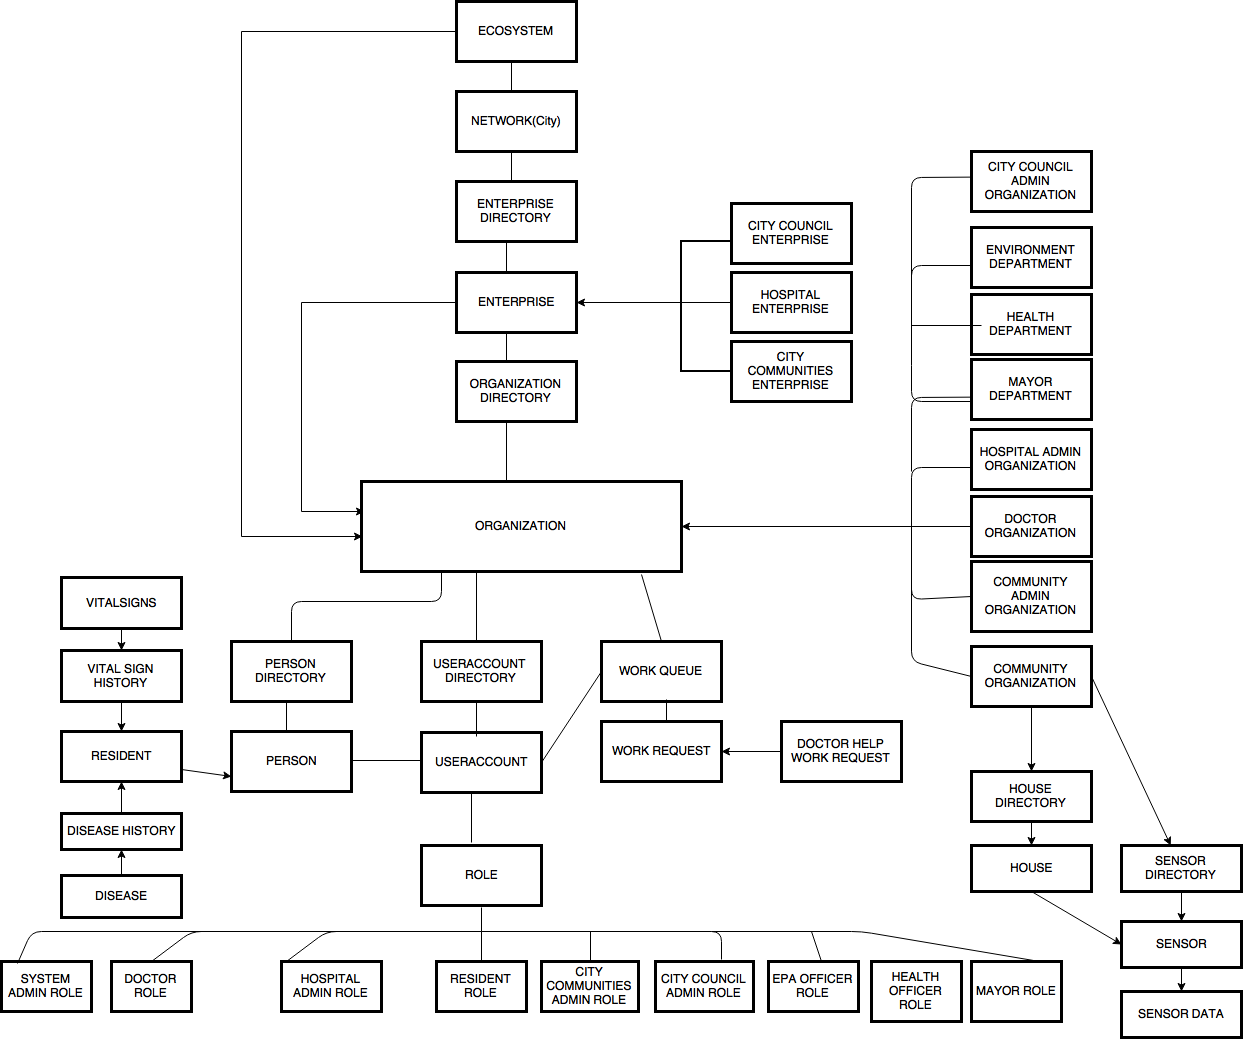 ECOSYSTEM
NETWORK(City)
ENTERPRISE
DIRECTORY
ENTERPRISE
ORGANIZATION
DIRECTORY
CITY COUNCIL
ENTERPRISE
HOSPITAL
ENTERPRISE
CITY
COMMUNITIES
ENTERPRISE
CITY COUNCIL
ADMIN
ORGANIZATION
ENVIRONMENT
DEPARTMENT
HEALTH
DEPARTMENT
MAYOR
DEPARTMENT
HOSPITAL ADMIN
ORGANIZATION
DOCTOR
ORGANIZATION
COMMUNITY
ADMIN
ORGANIZATION
COMMUNITY
ORGANIZATION
ORGANIZATION
VITALSIGNS
VITAL SIGN
HISTORY
RESIDENT
DISEASE HISTORY
DISEASE
PERSON
DIRECTORY
PERSON
USERACCOUNT
DIRECTORY
USERACCOUNT
WORK QUEUE
WORK REQUEST
DOCTOR HELP
WORK REQUEST
HOUSE
DIRECTORY
HOUSE
SENSOR
DIRECTORY
SENSOR
SENSOR DATA
ROLE
SYSTEM
ADMIN ROLE
DOCTOR
ROLE
HOSPITAL
ADMIN ROLE
RESIDENT
ROLE
CITY
COMMUNITIES
ADMIN ROLE
CITY COUNCIL
ADMIN ROLE
EPA OFFICER
ROLE
HEALTH
OFFICER
ROLE
MAYOR ROLE